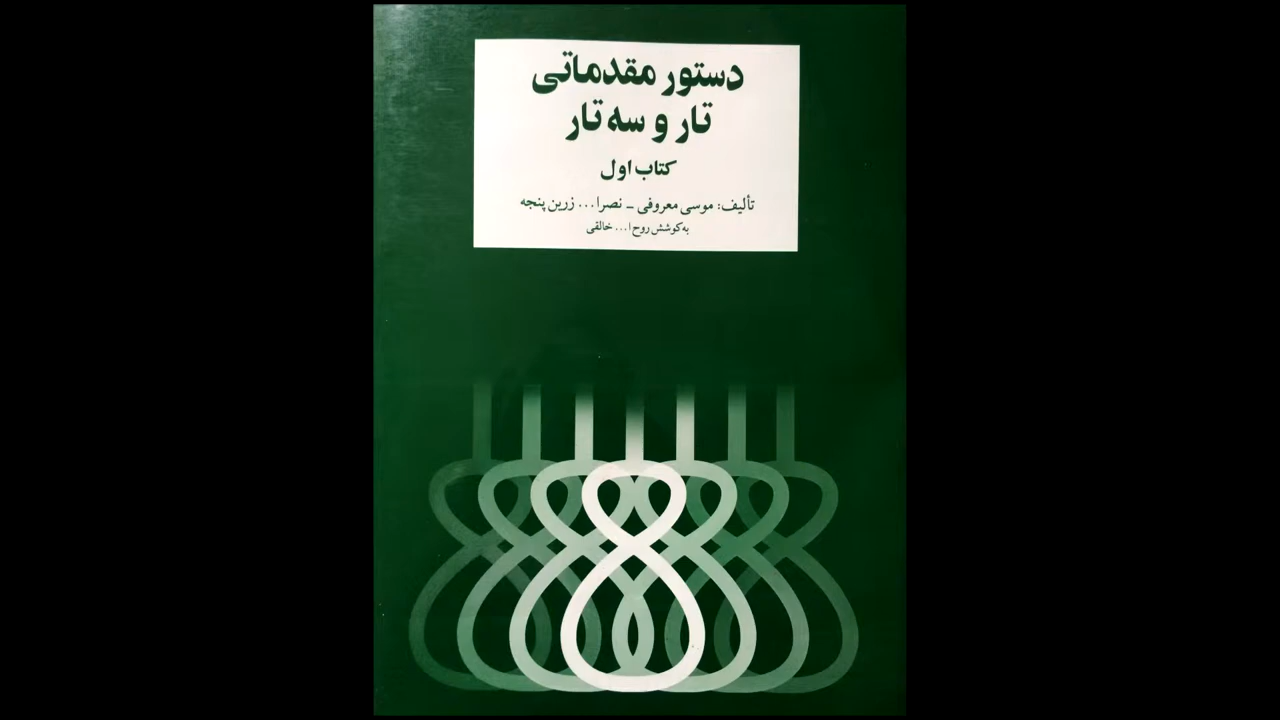 دستور مقدماتی
تار و سه تار
کتاب اول
تألیف: موسی معروفی ـ نصرا... زرین پنجه
به کوشش روح ا... خالقی